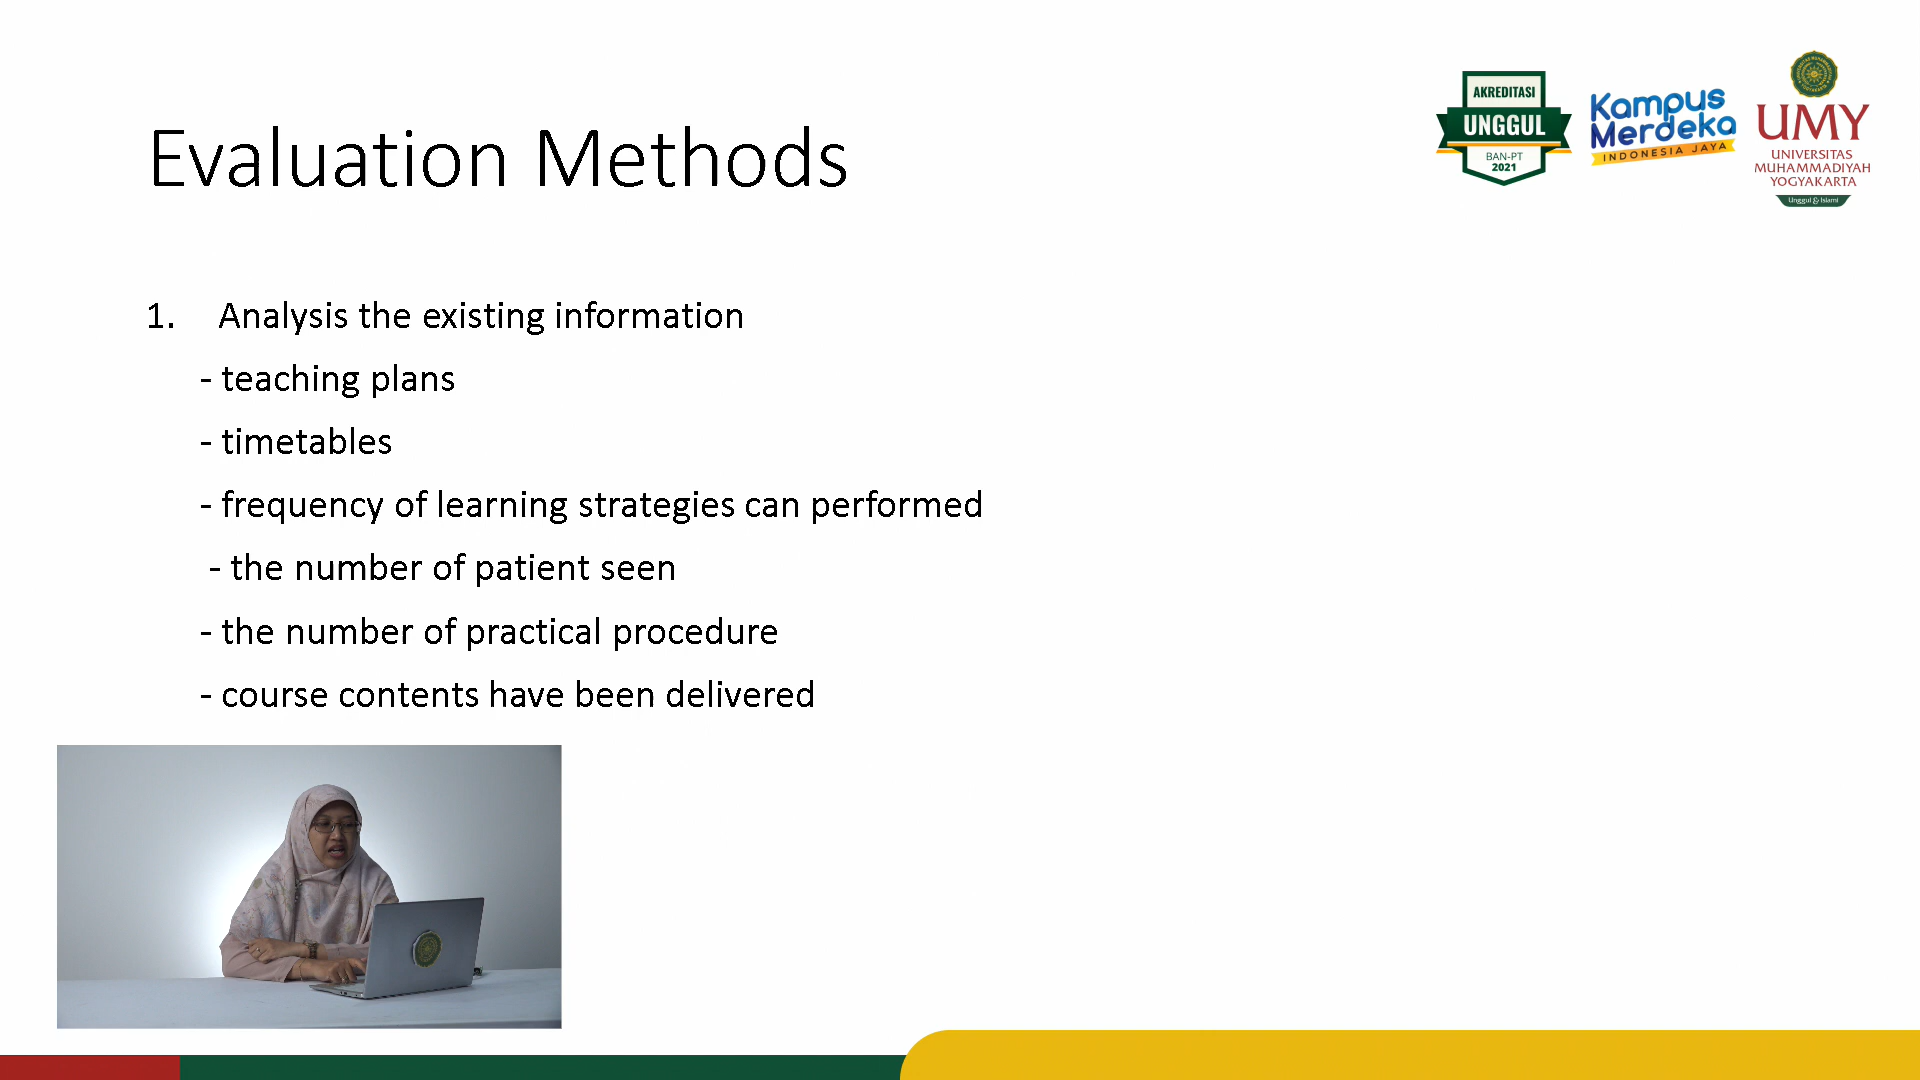 Evaluation Methods
AKREDITASI
UNGGUL
BAN-PT
2021
Kampus
Merdeka
INDONESIA JAYA
UMY
UNIVERSITAS
MUHAMMADIYAH
YOGYAKARTA
Unggul & Islami
1. Analysis the existing information
- teaching plans
- timetables
- frequency of learning strategies can performed
- the number of patient seen
- the number of practical procedure
- course contents have been delivered